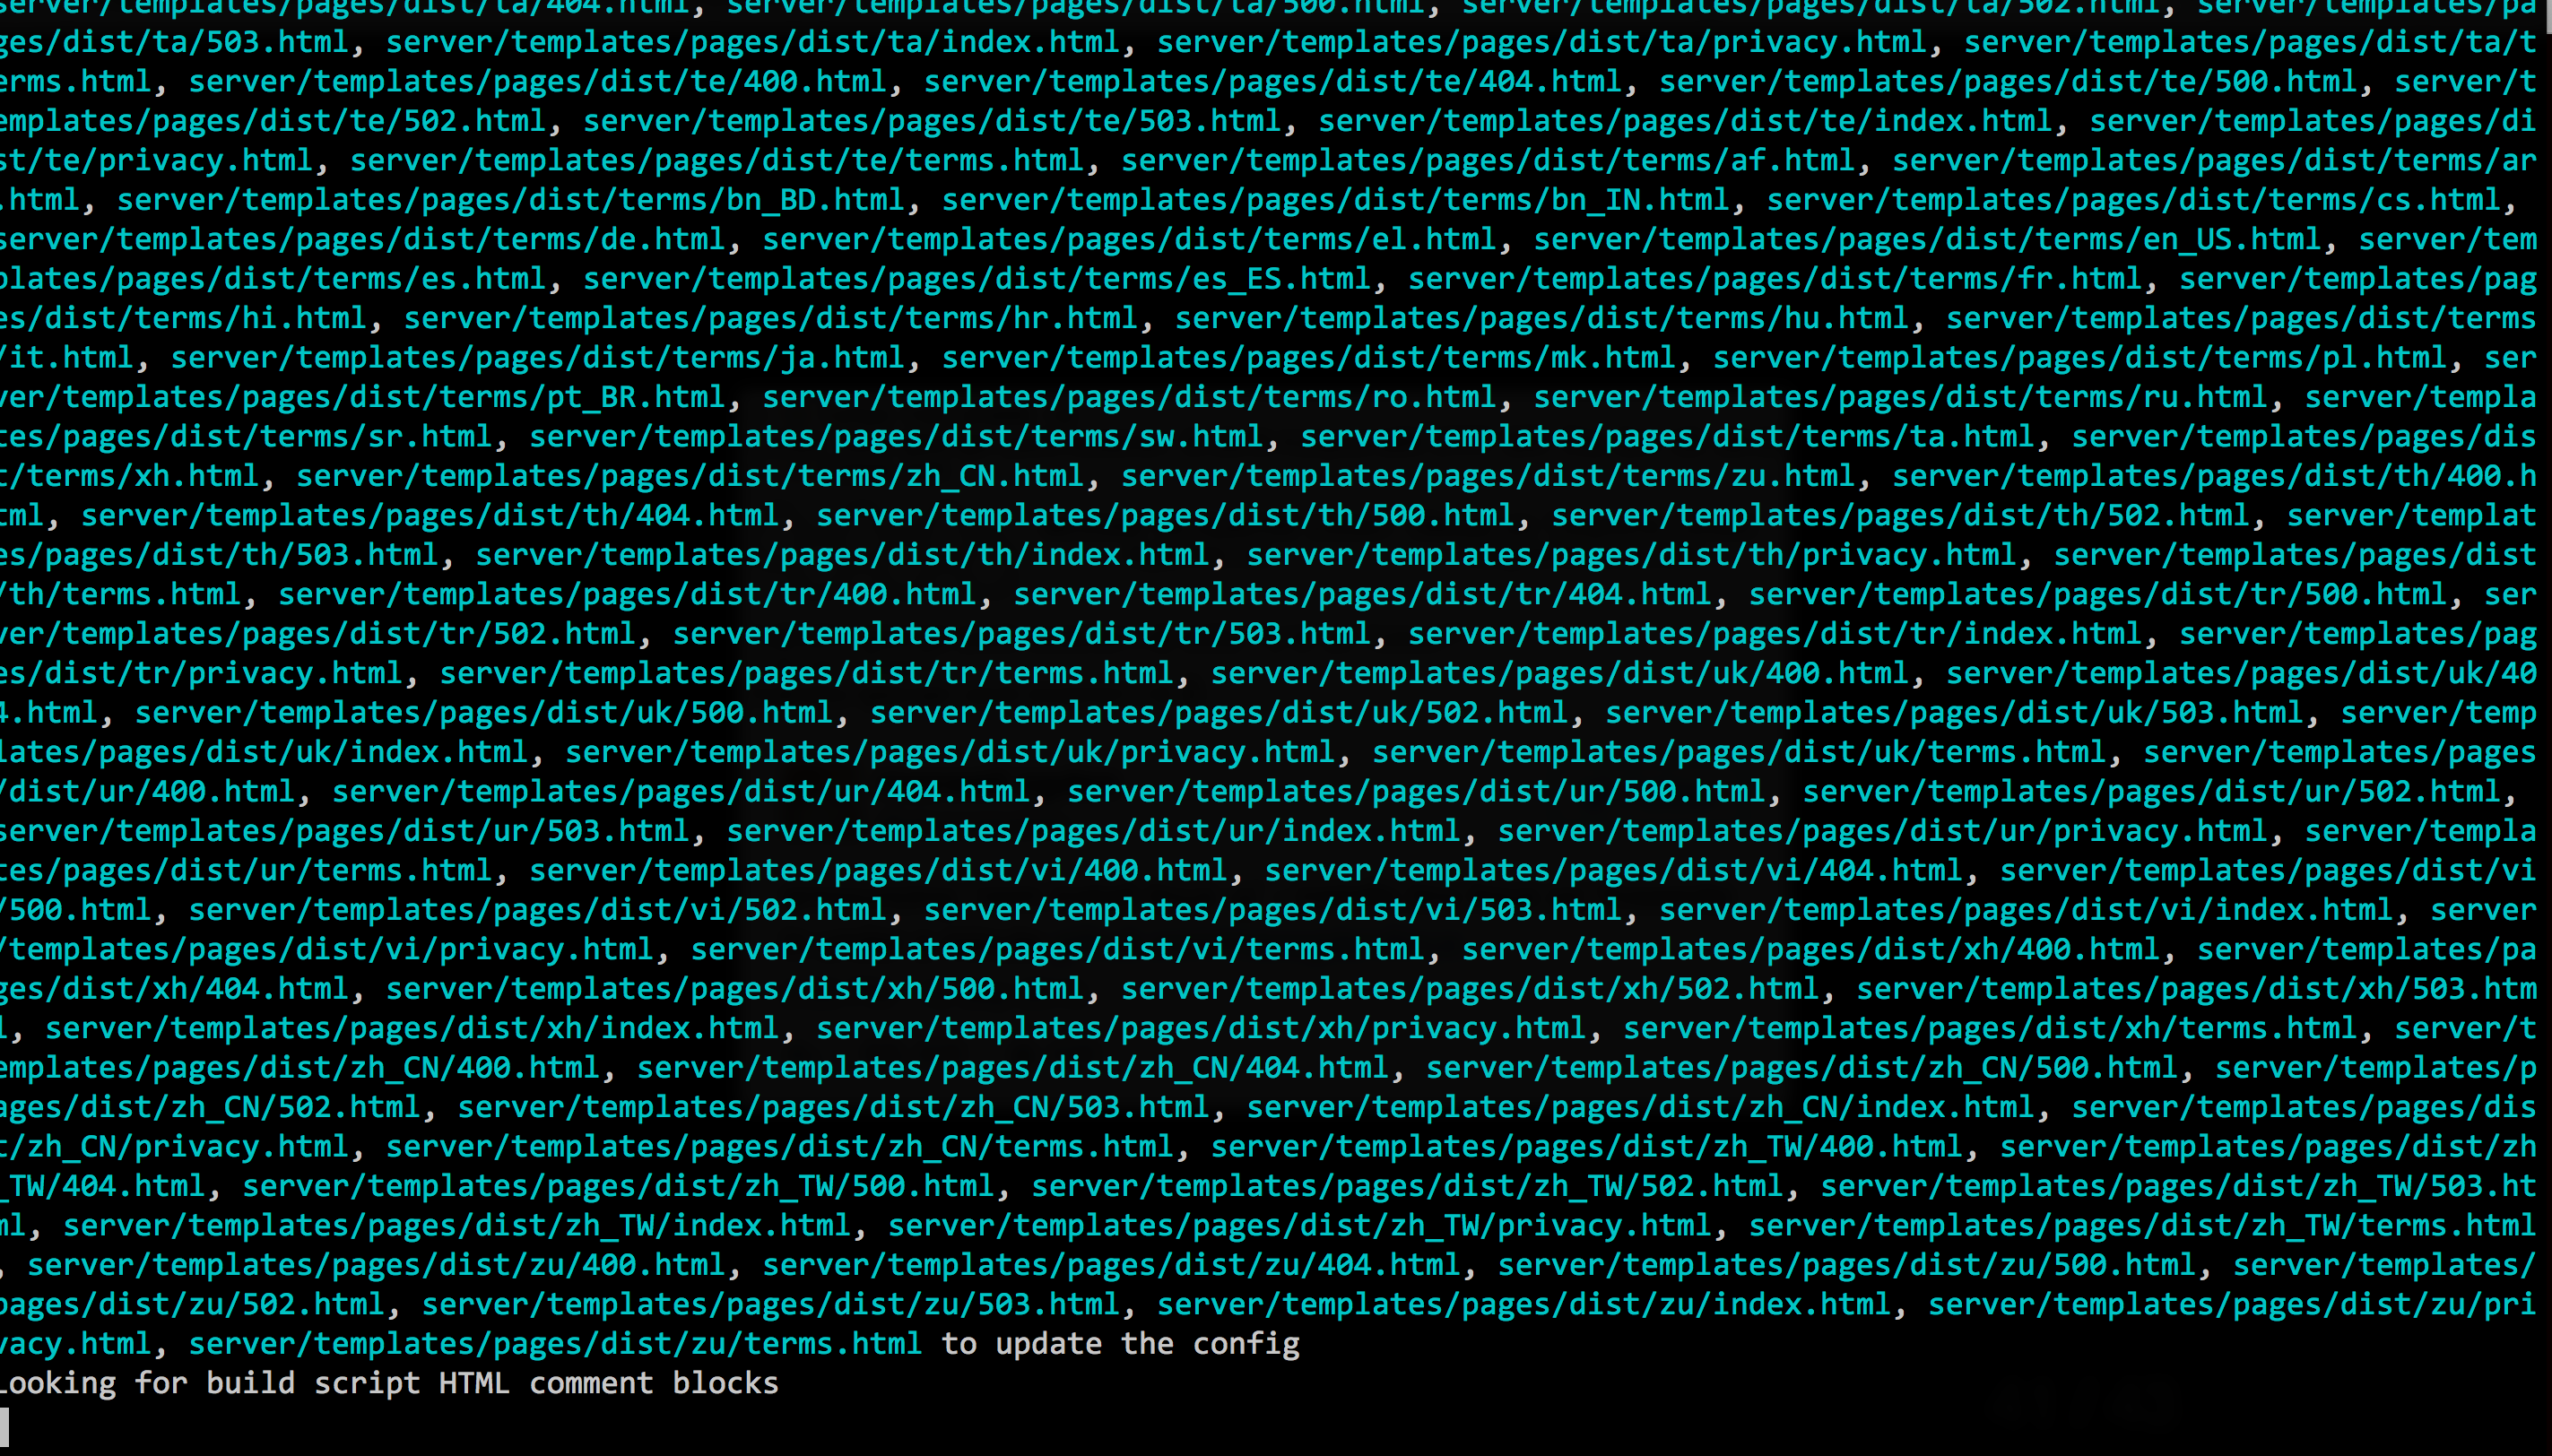 server/templates/pages/dist/ta/404.html, server/templates/pages/dist/ta/500.html, server/templates/pages/dist/ta/502.html, server/templates/pa
ges/dist/ta/503.html, server/templates/pages/dist/ta/index.html, server/templates/pages/dist/ta/privacy.html, server/templates/pages/dist/ta/t
erms.html, server/templates/pages/dist/te/400.html, server/templates/pages/dist/te/404.html, server/templates/pages/dist/te/500.html, server/t
emplates/pages/dist/te/502.html, server/templates/pages/dist/te/503.html, server/templates/pages/dist/te/index.html, server/templates/pages/di
st/te/privacy.html, server/templates/pages/dist/te/terms.html, server/templates/pages/dist/terms/af.html, server/templates/pages/dist/terms/ar
.html, server/templates/pages/dist/terms/bn_BD.html, server/templates/pages/dist/terms/bn_IN.html, server/templates/pages/dist/terms/cs.html,
server/templates/pages/dist/terms/de.html, server/templates/pages/dist/terms/el.html, server/templates/pages/dist/terms/en_US.html, server/tem
plates/pages/dist/terms/es.html, server/templates/pages/dist/terms/es_ES.html, server/templates/pages/dist/terms/fr.html, server/templates/pag
es/dist/terms/hi.html, server/templates/pages/dist/terms/hr.html, server/templates/pages/dist/terms/hu.html, server/templates/pages/dist/terms
/it.html, server/templates/pages/dist/terms/ja.html, server/templates/pages/dist/terms/mk.html, server/templates/pages/dist/terms/pl.html, ser
ver/templates/pages/dist/terms/pt_BR.html, server/templates/pages/dist/terms/ro.html, server/templates/pages/dist/terms/ru.html, server/templa
tes/pages/dist/terms/sr.html, server/templates/pages/dist/terms/sw.html, server/templates/pages/dist/terms/ta.html, server/templates/pages/dis
t/terms/xh.html, server/templates/pages/dist/terms/zh_CN.html, server/templates/pages/dist/terms/zu.html, server/templates/pages/dist/th/400.h
tml, server/templates/pages/dist/th/404.html, server/templates/pages/dist/th/500.html, server/templates/pages/dist/th/502.html, server/templat
es/pages/dist/th/503.html, server/templates/pages/dist/th/index.html, server/templates/pages/dist/th/privacy.html, server/templates/pages/dist
/th/terms.html, server/templates/pages/dist/tr/400.html, server/templates/pages/dist/tr/404.html, server/templates/pages/dist/tr/500.html, ser
ver/templates/pages/dist/tr/502.html, server/templates/pages/dist/tr/503.html, server/templates/pages/dist/tr/index.html, server/templates/pag
es/dist/tr/privacy.html, server/templates/pages/dist/tr/terms.html, server/templates/pages/dist/uk/400.html, server/templates/pages/dist/uk/40
4.html, server/templates/pages/dist/uk/500.html, server/templates/pages/dist/uk/502.html, server/templates/pages/dist/uk/503.html, server/temp
lates/pages/dist/uk/index.html, server/templates/pages/dist/uk/privacy.html, server/templates/pages/dist/uk/terms.html, server/templates/pages
/dist/ur/400.html, server/templates/pages/dist/ur/404.html, server/templates/pages/dist/ur/500.html, server/templates/pages/dist/ur/502.html,
server/templates/pages/dist/ur/503.html, server/templates/pages/dist/ur/index.html, server/templates/pages/dist/ur/privacy.html, server/templa
tes/pages/dist/ur/terms.html, server/templates/pages/dist/vi/400.html, server/templates/pages/dist/vi/404.html, server/templates/pages/dist/vi
/500.html, server/templates/pages/dist/vi/502.html, server/templates/pages/dist/vi/503.html, server/templates/pages/dist/vi/index.html, server
/templates/pages/dist/vi/privacy.html, server/templates/pages/dist/vi/terms.html, server/templates/pages/dist/xh/400.html, server/templates/pa
ges/dist/xh/404.html, server/templates/pages/dist/xh/500.html, server/templates/pages/dist/xh/502.html, server/templates/pages/dist/xh/503.htm
l, server/templates/pages/dist/xh/index.html, server/templates/pages/dist/xh/privacy.html, server/templates/pages/dist/xh/terms.html, server/t
emplates/pages/dist/zh_CN/400.html, server/templates/pages/dist/zh_CN/404.html, server/templates/pages/dist/zh_CN/500.html, server/templates/p
ages/dist/zh_CN/502.html, server/templates/pages/dist/zh_CN/503.html, server/templates/pages/dist/zh_CN/index.html, server/templates/pages/dis
t/zh_CN/privacy.html, server/templates/pages/dist/zh_CN/terms.html, server/templates/pages/dist/zh_TW/400.html, server/templates/pages/dist/zh
_TW/404.html, server/templates/pages/dist/zh_TW/500.html, server/templates/pages/dist/zh_TW/502.html, server/templates/pages/dist/zh_TW/503.ht
ml, server/templates/pages/dist/zh_TW/index.html, server/templates/pages/dist/zh_TW/privacy.html, server/templates/pages/dist/zh_TW/terms.html
, server/templates/pages/dist/zu/400.html, server/templates/pages/dist/zu/404.html, server/templates/pages/dist/zu/500.html, server/templates/
pages/dist/zu/502.html, server/templates/pages/dist/zu/503.html, server/templates/pages/dist/zu/index.html, server/templates/pages/dist/zu/pri
vacy.html, server/templates/pages/dist/zu/terms.html to update the config
Looking for build script HTML comment blocks